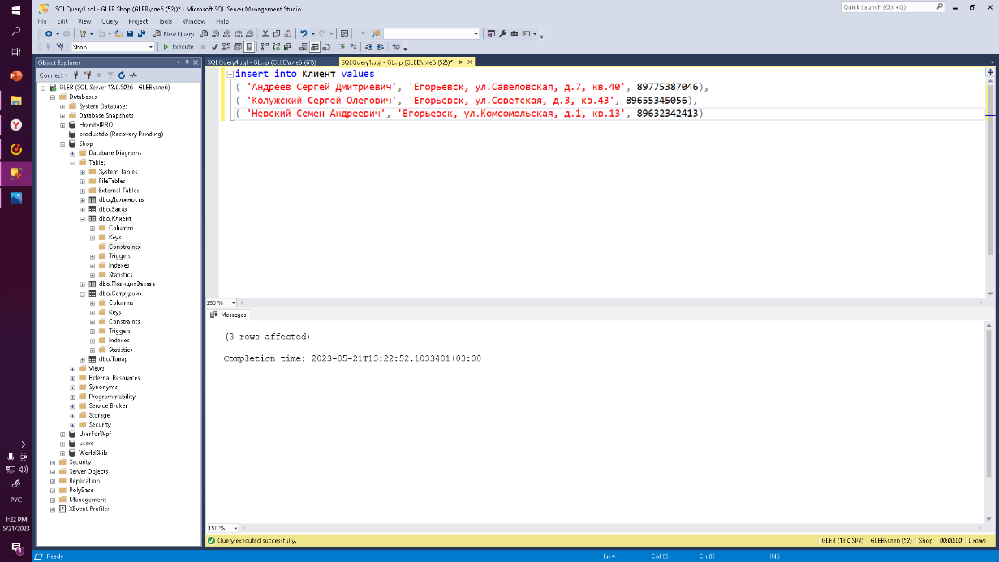 SQLQuery1.sql - GLEB.Shop (GLEB\глеб (52))* - Microsoft SQL Server Management Studio
Quick Launch (Ctrl+Q)
File Edit View Query Project Tools Window Help
New Query
Shop
Execute
Object Explorer
Connect
GLEB (SQL Server 13.0.5026 - GLEB\глеб)
Databases
System Databases
Database Snapshots
HranitelPRO
productdb (Recovery Pending)
Shop
Database Diagrams
Tables
System Tables
FileTables
External Tables
dbo.Должность
dbo.Заказ
dbo.Клиент
Columns
Keys
Constraints
Triggers
Indexes
Statistics
dbo.ПозицияЗаказа
dbo.Сотрудник
Columns
Keys
Constraints
Triggers
Indexes
Statistics
dbo.Товар
Views
External Resources
Synonyms
Programmability
Service Broker
Storage
Security
UserForWpf
users
WorldSkils
Security
Server Objects
Replication
PolyBase
Management
XEvent Profiler
SQLQuery4.sql - GL...p (GLEB\глеб (61))
SQLQuery1.sql - GL...p (GLEB\глеб (52))*
insert into Клиент values
( 'Андреев Сергей Дмитриевич', 'Егорьевск, ул.Савеловская, д.7, кв.40', 89775387046),
( 'Колужский Сергей Олегович', 'Егорьевск, ул.Советская, д.3, кв.43', 89655345056),
( 'Невский Семен Андреевич', 'Егорьевск, ул.Комсомольская, д.1, кв.13', 89632342413)
150 %
Messages
(3 rows affected)
Completion time: 2023-05-21T13:22:52.1033401+03:00
150 %
Query executed successfully.
GLEB (13.0 SP2) GLEB\глеб (52) Shop 00:00:00 0 rows
Ready
Ln 4 Col 85 Ch 85 INS
РУС
1:22 PM
5/21/2023